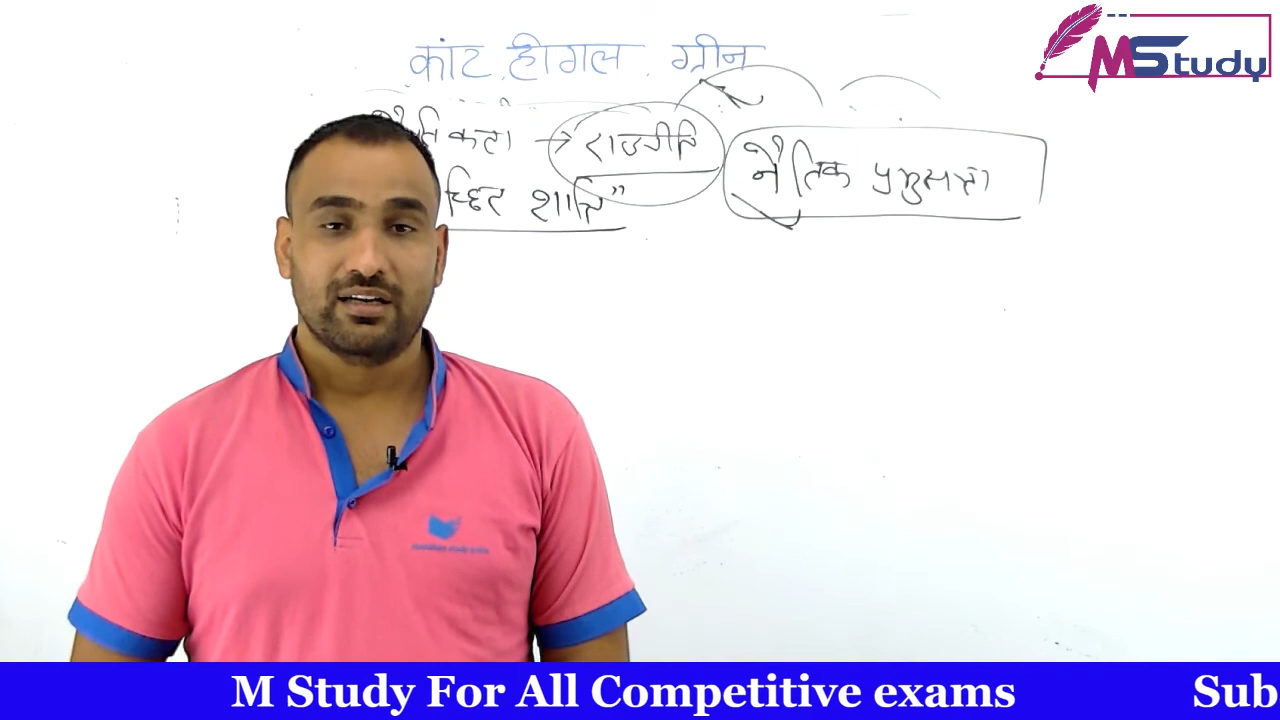 कांट, हीगल, ग्रीन
→ राजनीति
शान्ति"
नैतिक प्रभुसत्ता
MStudy
M Study For All Competitive exams
Sub